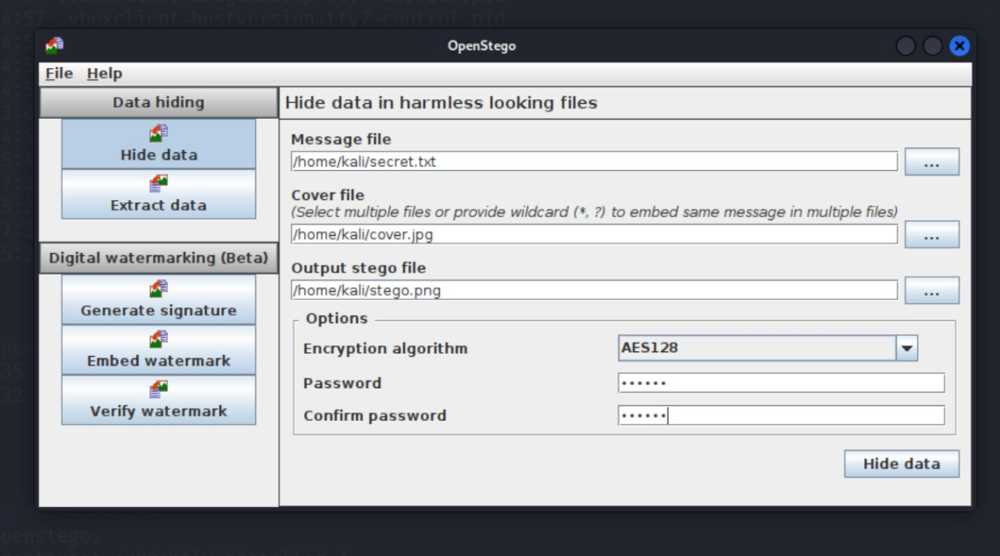 4:57 .vboxclient-hostversion-tty7-control.pid
OpenStego
File Help
Data hiding
Hide data
Extract data
Digital watermarking (Beta)
Generate signature
Embed watermark
Verify watermark
Hide data in harmless looking files
Message file
/home/kali/secret.txt
...
Cover file
(Select multiple files or provide wildcard (*, ?) to embed same message in multiple files)
/home/kali/cover.jpg
...
Output stego file
/home/kali/stego.png
...
Options
Encryption algorithm AES128
Password ••••••
Confirm password ••••••
Hide data
penstego.